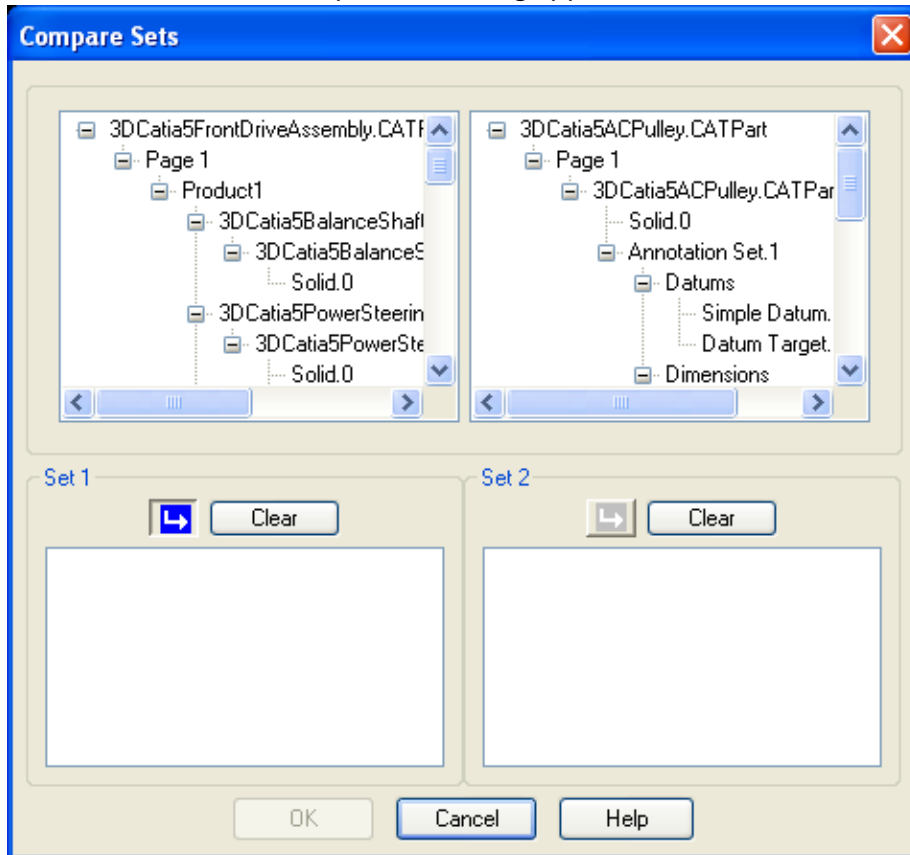 Compare Sets
3DCatia5FrontDriveAssembly.CATF
Page 1
Product1
3DCatia5BalanceShaf
3DCatia5BalanceS
Solid.0
3DCatia5PowerSteerin
3DCatia5PowerSte
Solid.0
3DCatia5ACPulley.CATPart
Page 1
3DCatia5ACPulley.CATPar
Solid.0
Annotation Set.1
Datums
Simple Datum.
Datum Target.
Dimensions
Set 1
Clear
Set 2
Clear
OK
Cancel
Help